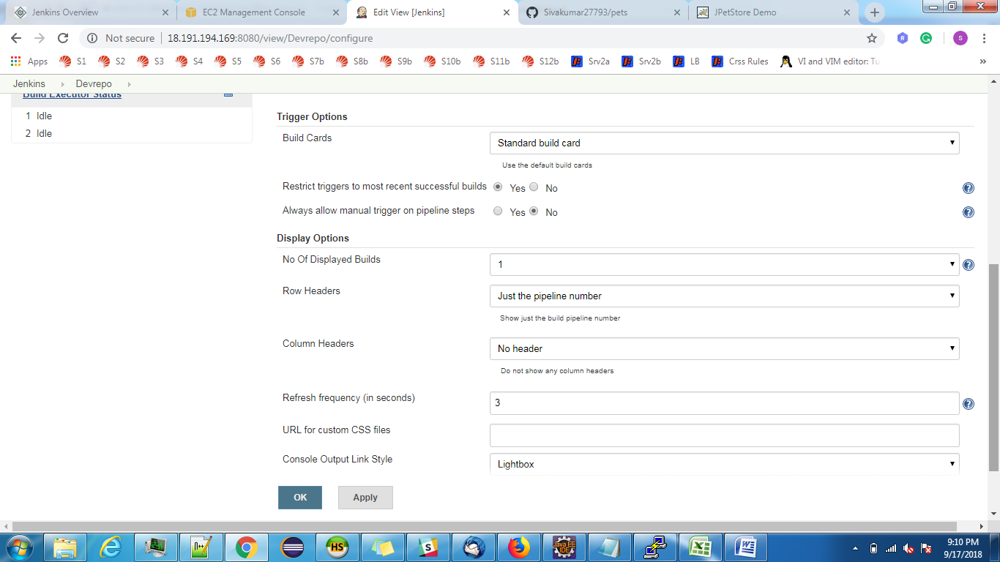 Jenkins Overview
EC2 Management Console
Edit View [Jenkins]
Sivakumar27793/pets
JPetStore Demo
Not secure | 18.191.194.169:8080/view/Devrepo/configure
R
G
S
Apps S1 S2 S3 S4 S5 S6 S7b S8b S9b S10b S11b S12b Srv2a Srv2b LB Crss Rules VI and VIM editor: Tu »
Jenkins Devrepo
Build Executor Status
1 Idle
2 Idle
Trigger Options
Build Cards
Standard build card
Use the default build cards
Restrict triggers to most recent successful builds Yes No
Always allow manual trigger on pipeline steps Yes No
Display Options
No Of Displayed Builds
1
Row Headers
Just the pipeline number
Show just the build pipeline number
Column Headers
No header
Do not show any column headers
Refresh frequency (in seconds)
3
URL for custom CSS files
Console Output Link Style
Lightbox
OK Apply
HS
S
Java EE
IDE
9:10 PM
9/17/2018